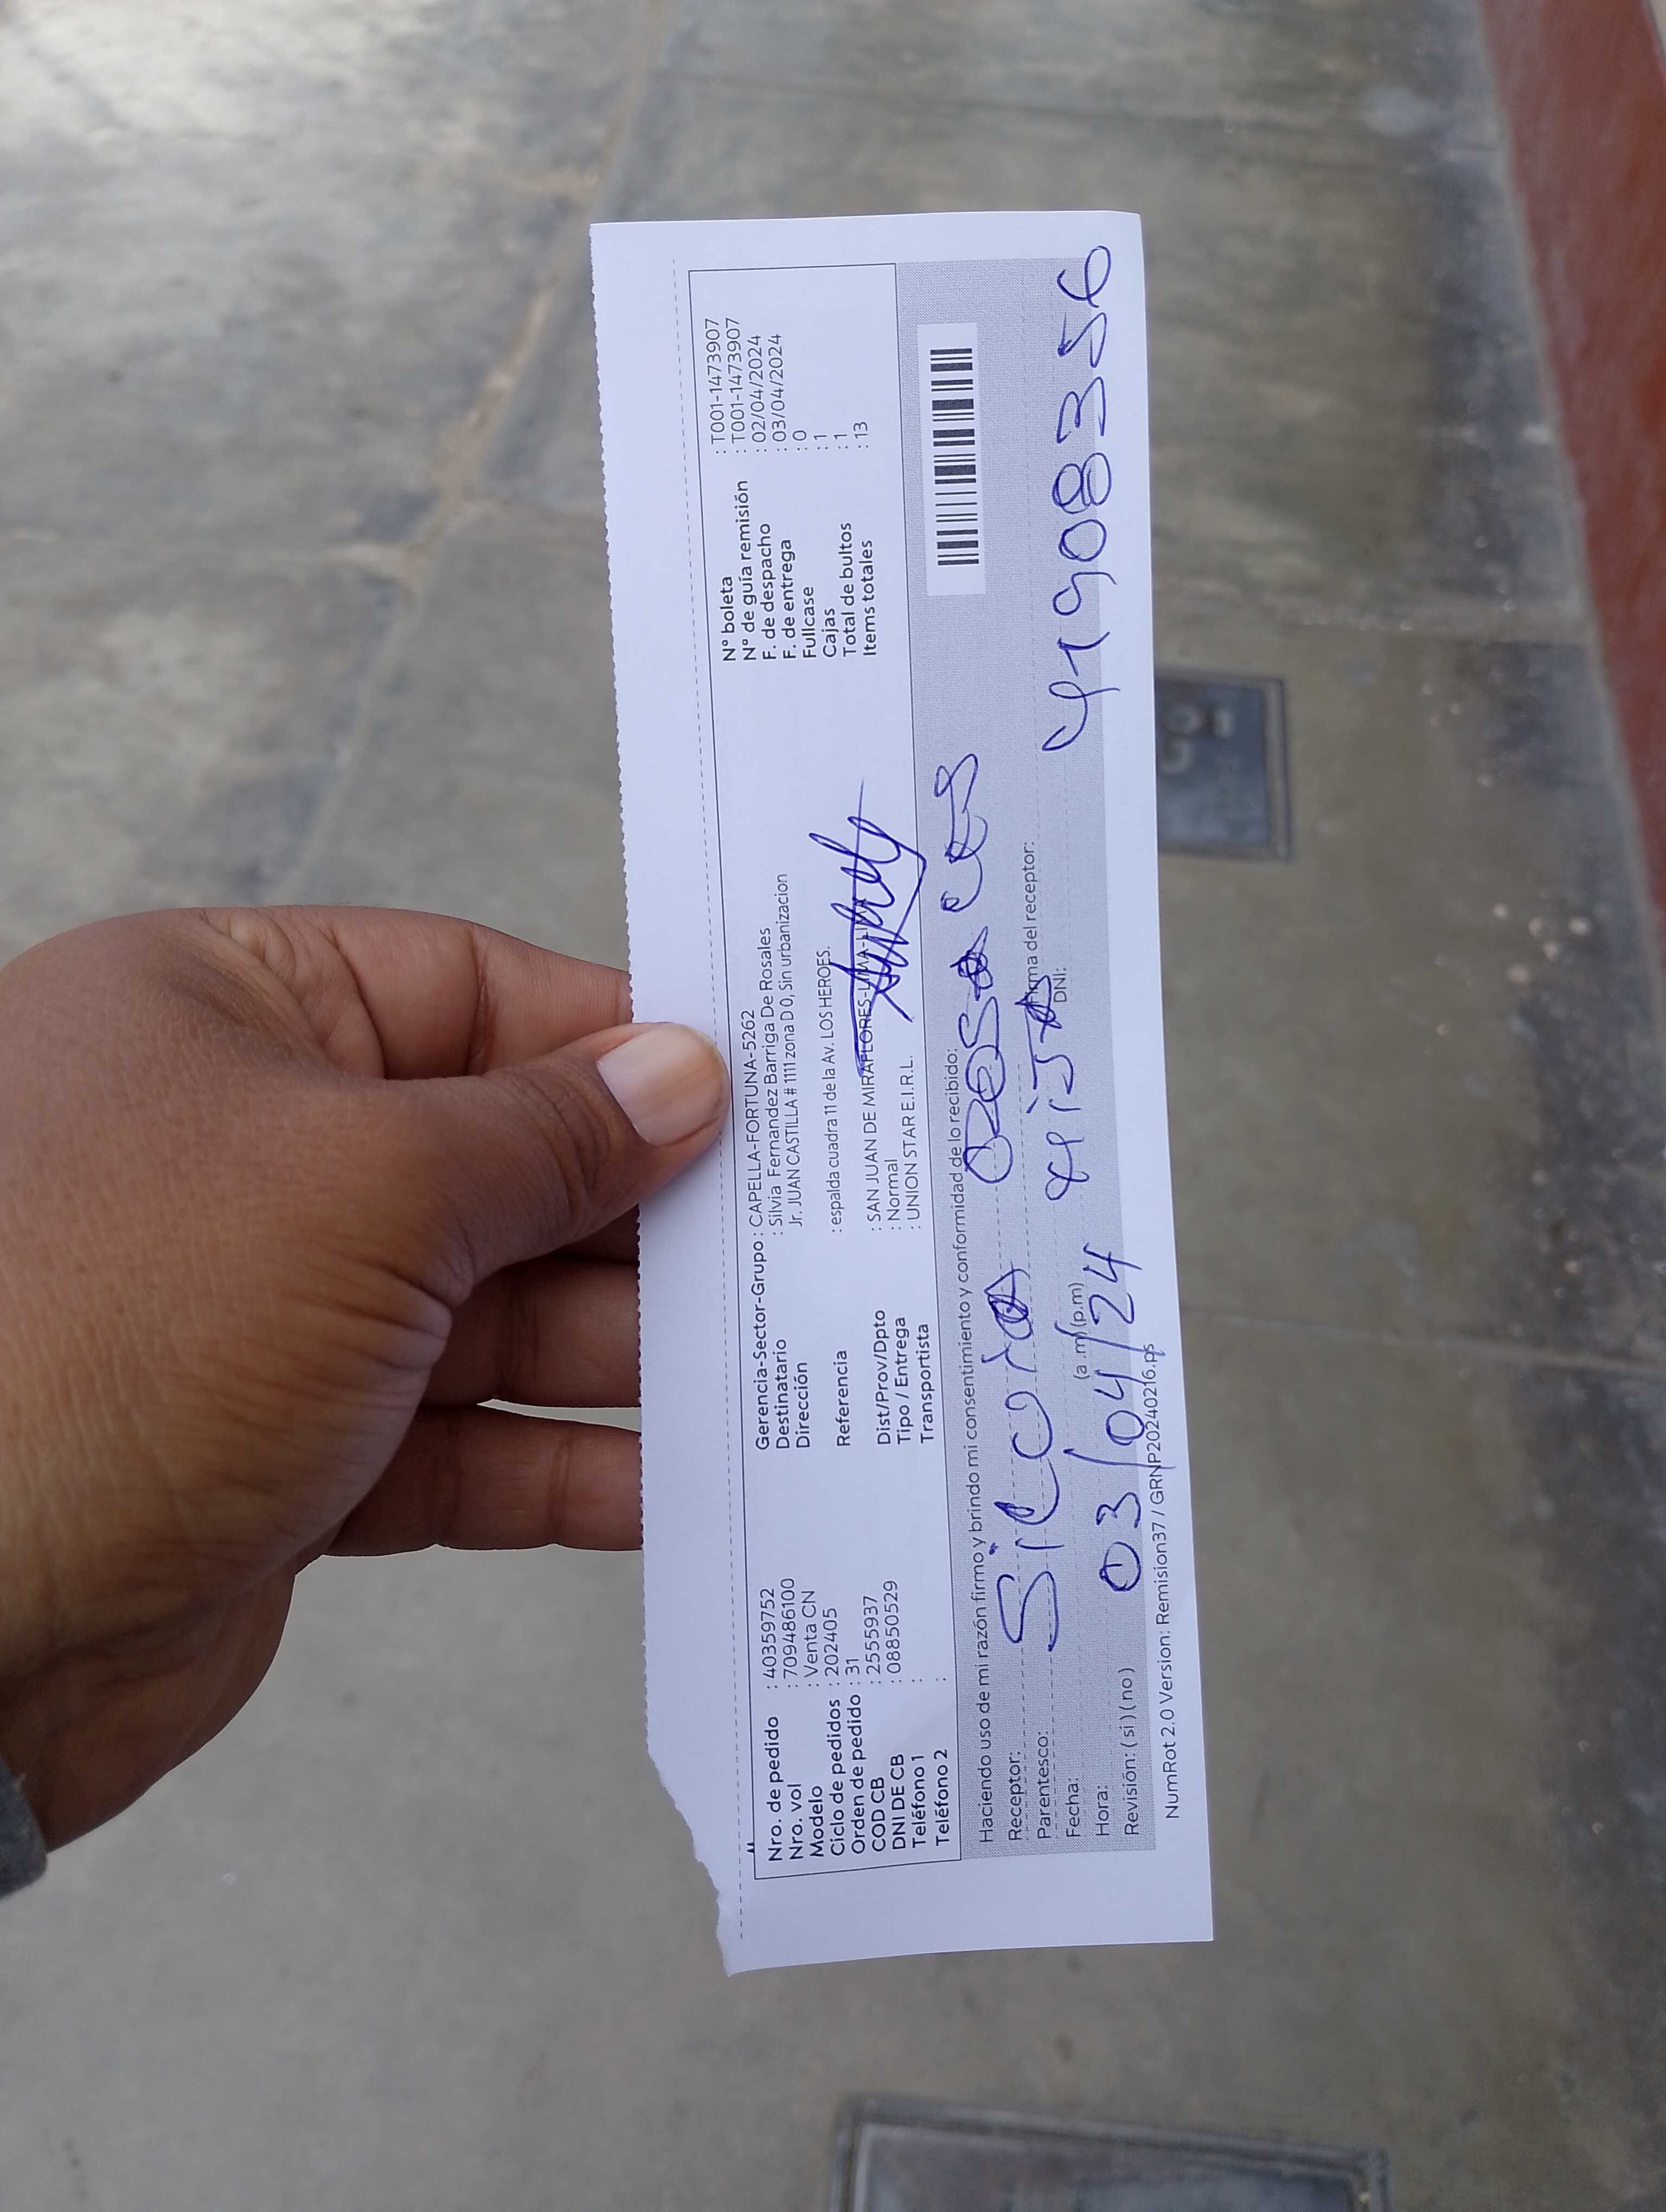 Nro. de pedido : 40359752
Nro. vol : 709486100
Modelo : Venta CN
Ciclo de pedidos : 202405
Orden de pedido : 31
COD CB : 2555937
DNI DE CB : 08850529
Teléfono 1 :
Teléfono 2 :
Gerencia-Sector-Grupo : CAPELLA-FORTUNA-5262
Destinatario : Silvia Fernandez Barriga De Rosales
Dirección Jr. JUAN CASTILLA # 1111 zona D 0, Sin urbanizacion
Referencia : espalda cuadra 11 de la Av. LOS HEROES.
Dist/Prov/Dpto : SAN JUAN DE MIRAFLORES-LIMA-LIMA
Tipo / Entrega : Normal
Transportista : UNION STAR E.I.R.L.
N° boleta : T001-1473907
N° de guía remisión : T001-1473907
F. de despacho : 02/04/2024
F. de entrega : 03/04/2024
Fullcase : 0
Cajas : 1
Total de bultos : 1
Items totales : 13
Haciendo uso de mi razón firmo y brindo mi consentimiento y conformidad de lo recibido:
Receptor:
Parentesco:
Fecha:
Hora: (a.m) (p.m)
03/04/24
Revisión: ( si ) ( no )
Firma del receptor:
DNI:
41908356
NumRot 2.0 Version: Remision37 / GRNP20240216.ps